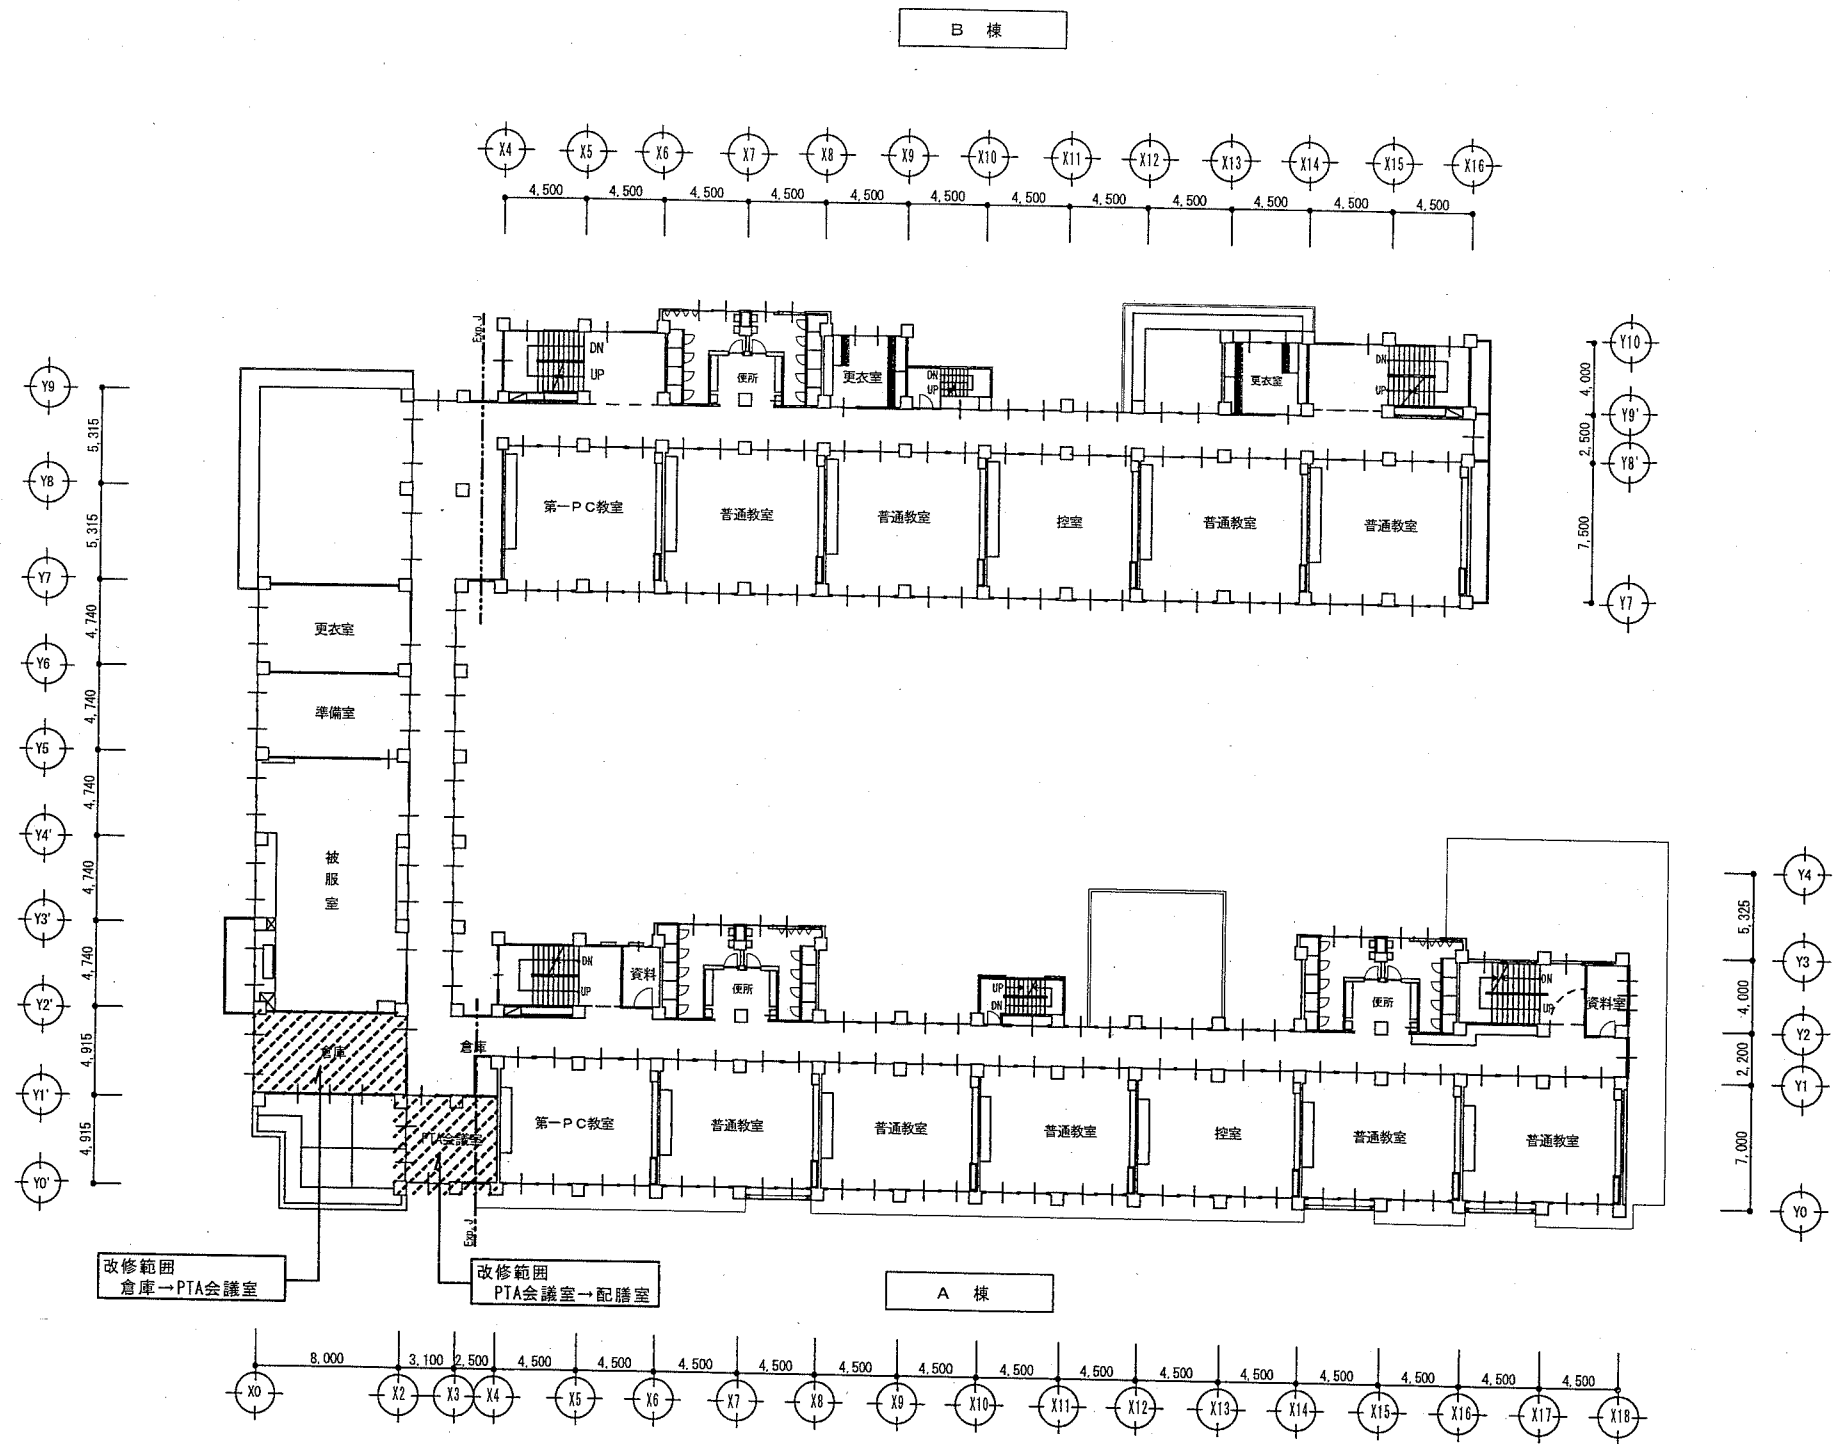 B 棟
X4 X5 X6 X7 X8 X9 X10 X11 X12 X13 X14 X15 X16
4,500 4,500 4,500 4,500 4,500 4,500 4,500 4,500 4,500 4,500 4,500 4,500
Exp.J
DN
UP
便所
更衣室
DN
UP
更衣室
DN
UP
Y10
4,000
Y9'
2,500
Y8'
7,500
Y7
Y9
5,315
Y8
5,315
Y7
4,740
Y6
4,740
Y5
4,740
Y4'
4,740
Y3'
4,740
Y2'
4,915
Y1'
4,915
Y0'
第一PC教室
普通教室
普通教室
控室
普通教室
普通教室
更衣室
準備室
被
服
室
倉庫
PTA会議室
倉庫
DN
UP
資料
便所
UP
DN
便所
DN
UP
資料室
Y4
5,325
Y3
4,000
Y2
2,200
Y1
7,000
Y0
第一PC教室
普通教室
普通教室
普通教室
控室
普通教室
普通教室
Exp.J
改修範囲
倉庫→PTA会議室
改修範囲
PTA会議室→配膳室
A 棟
8,000 3,100 2,500 4,500 4,500 4,500 4,500 4,500 4,500 4,500 4,500 4,500 4,500 4,500 4,500 4,500 4,500
X0 X2 X3 X4 X5 X6 X7 X8 X9 X10 X11 X12 X13 X14 X15 X16 X17 X18